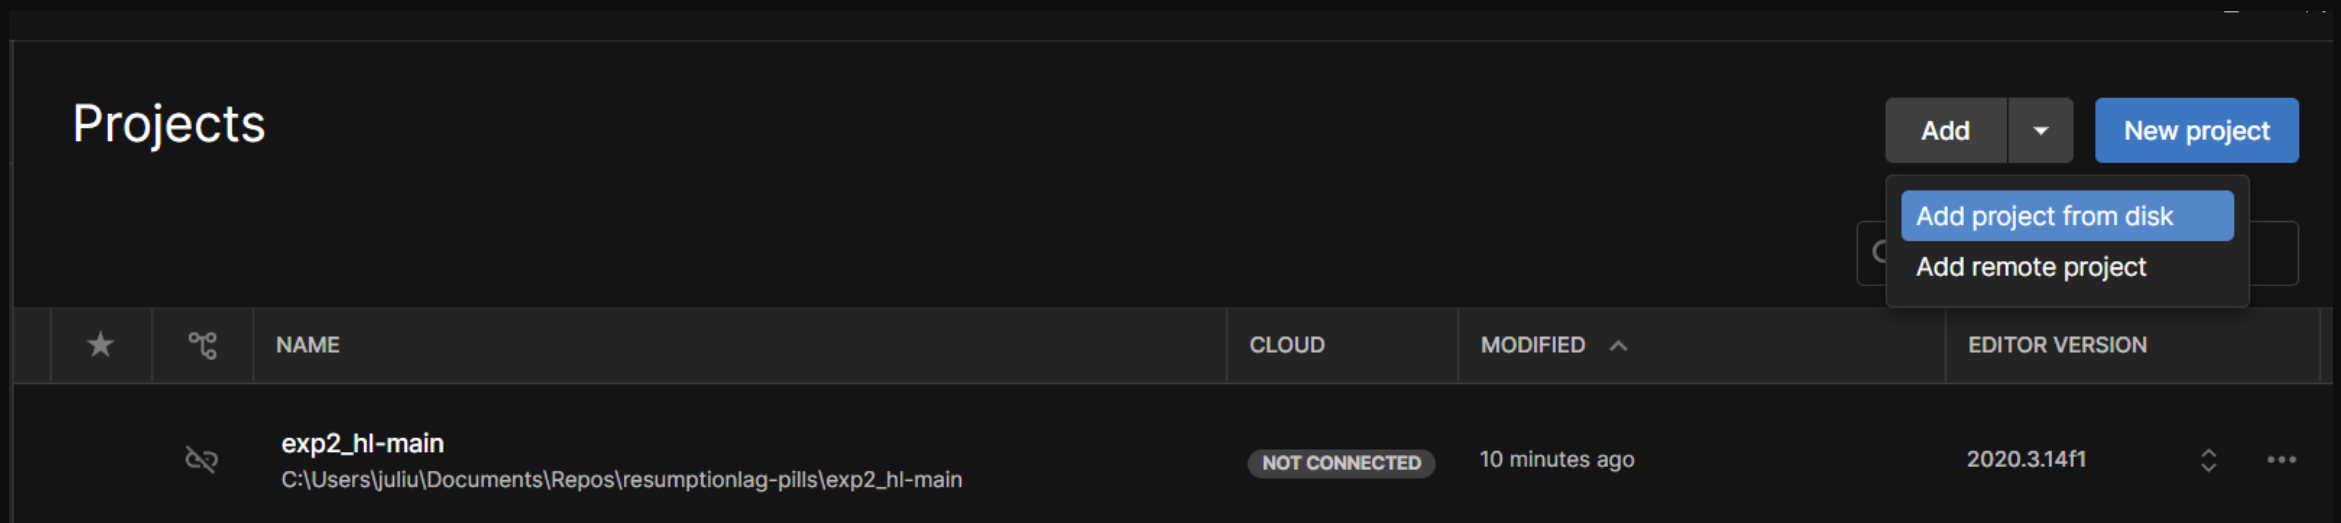 Projects
Add
New project
Add project from disk
Add remote project
NAME
CLOUD
MODIFIED
EDITOR VERSION
exp2_hl-main
C:\Users\juliu\Documents\Repos\resumptionlag-pills\exp2_hl-main
NOT CONNECTED
10 minutes ago
2020.3.14f1